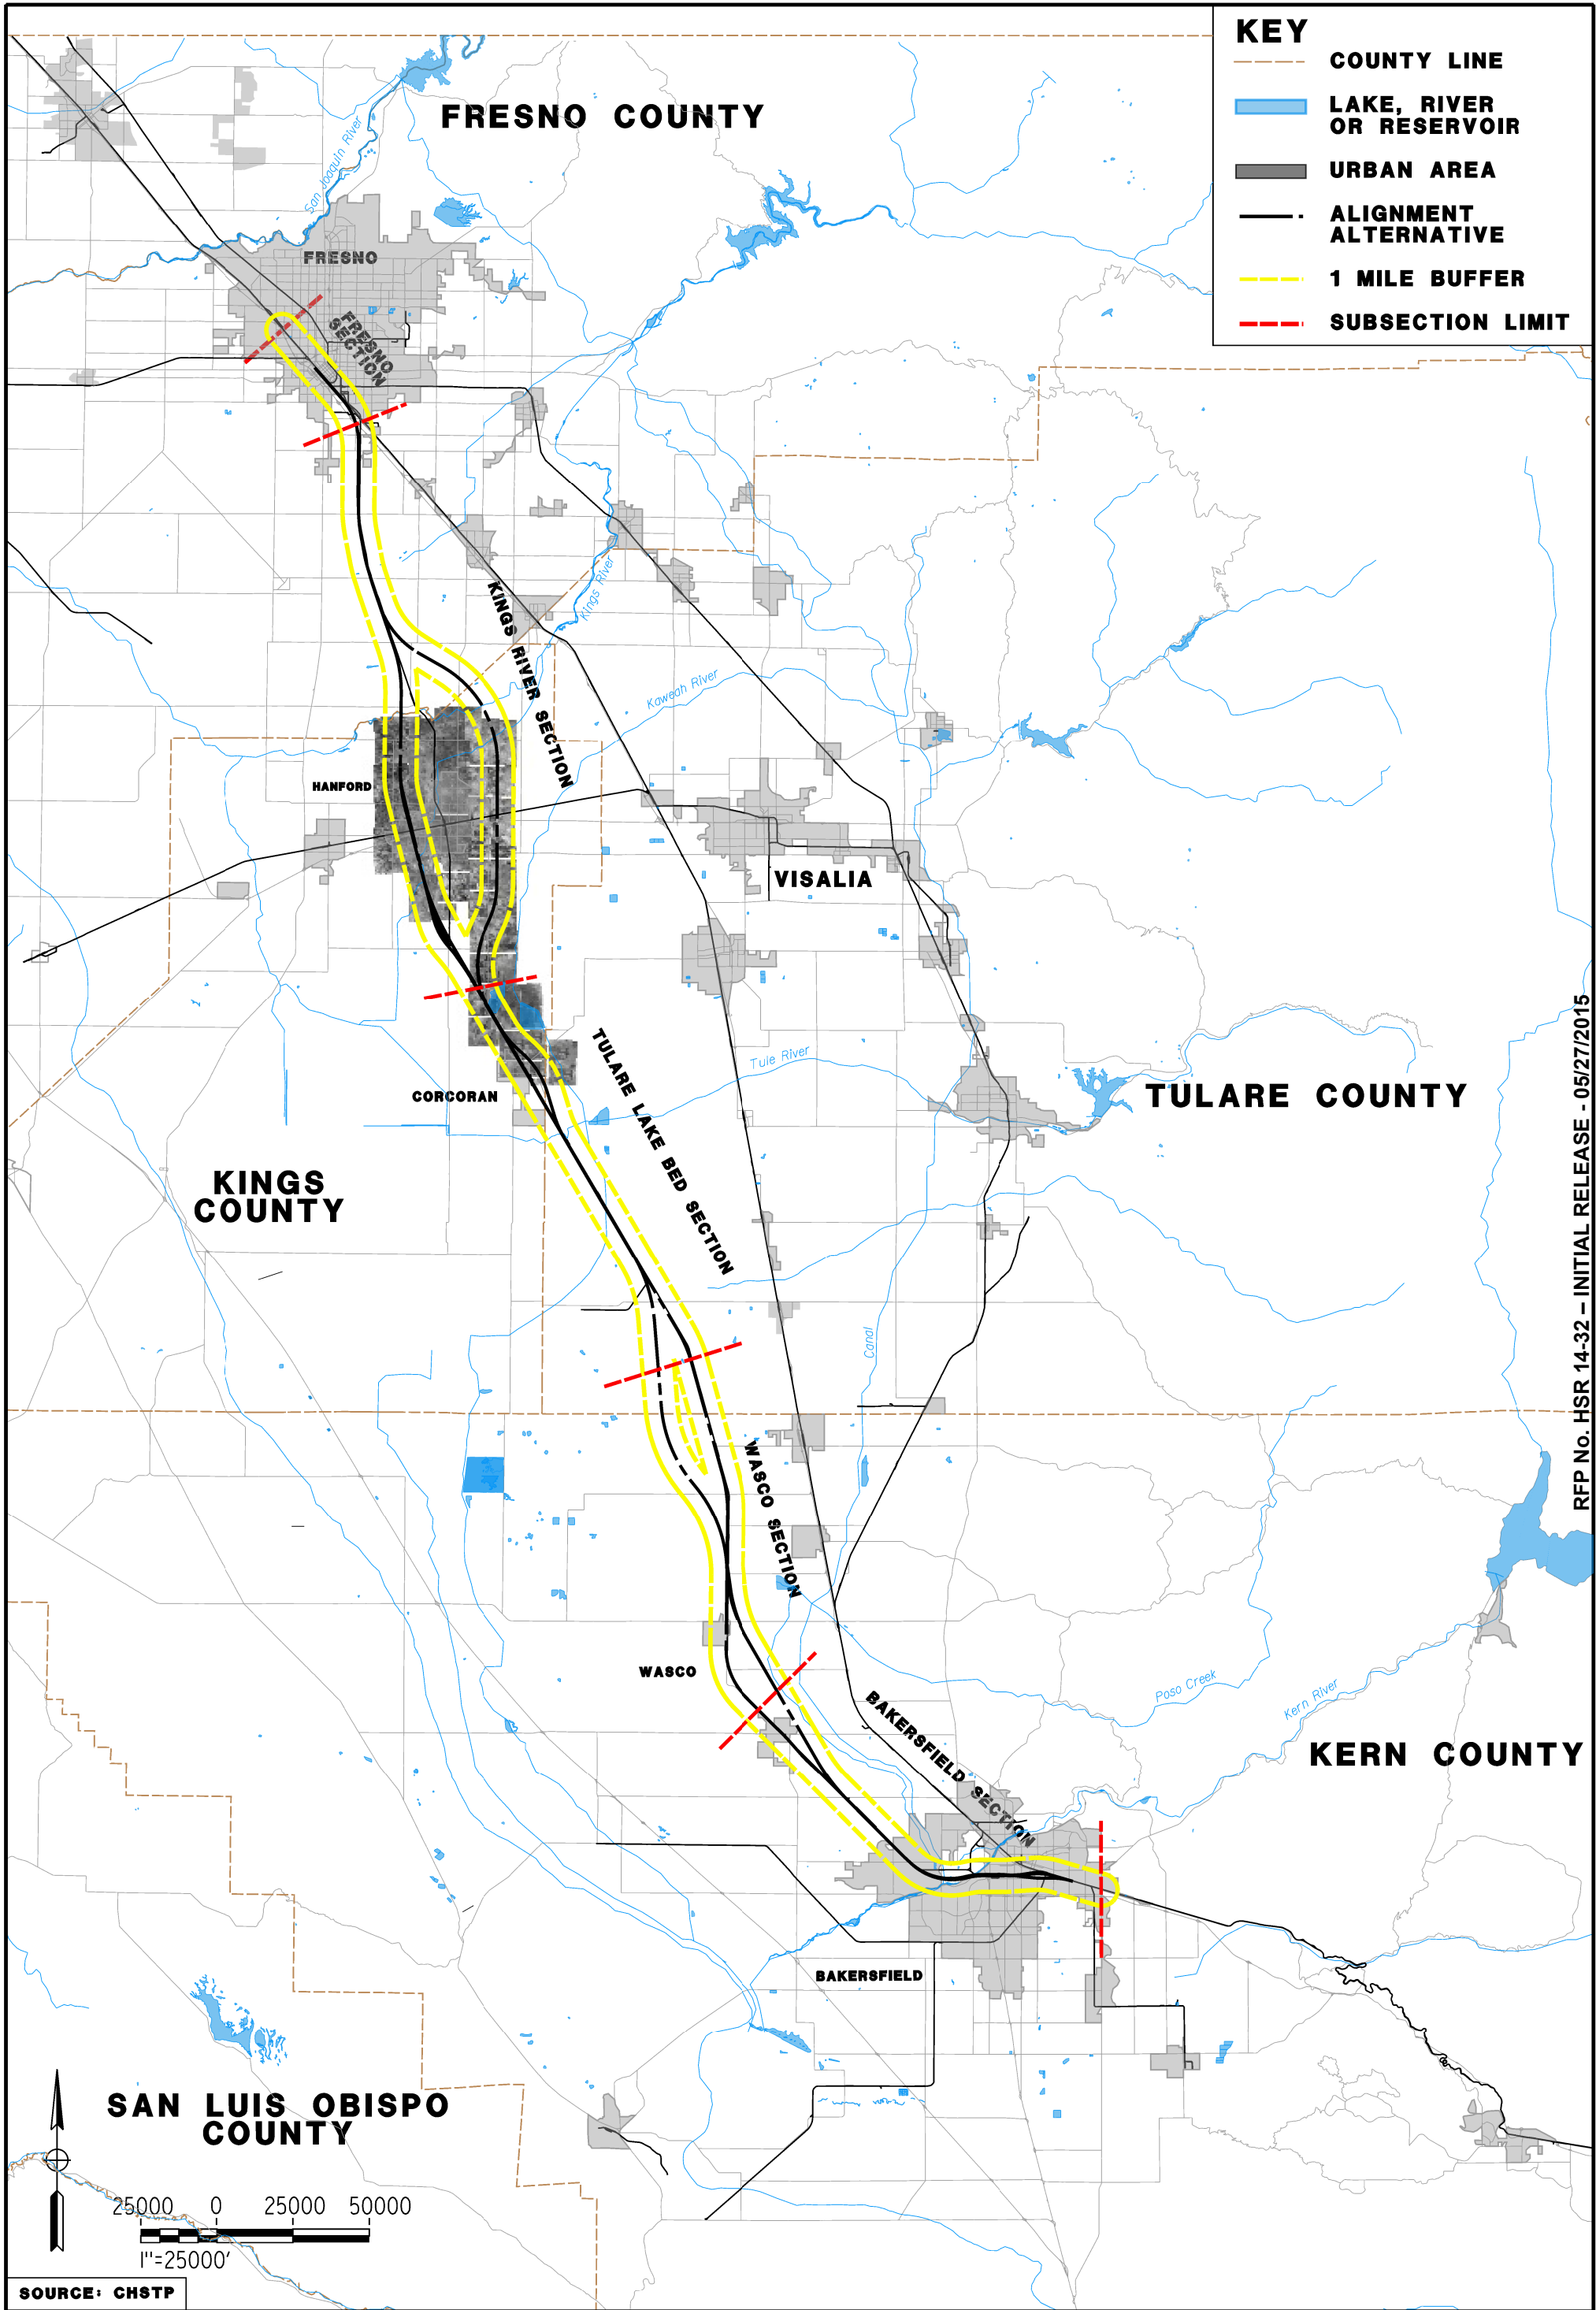 KEY
COUNTY LINE
LAKE, RIVER
OR RESERVOIR
URBAN AREA
ALIGNMENT
ALTERNATIVE
1 MILE BUFFER
SUBSECTION LIMIT
FRESNO COUNTY
San Joaquin River
FRESNO
FRESNO
SECTION
Kings River
KINGS RIVER SECTION
Kaweah River
HANFORD
VISALIA
TULARE LAKE BED SECTION
Tule River
CORCORAN
TULARE COUNTY
KINGS
COUNTY
Canal
WASCO SECTION
WASCO
Poso Creek
Kern River
BAKERSFIELD SECTION
KERN COUNTY
BAKERSFIELD
SAN LUIS OBISPO
COUNTY
25000 0 25000 50000
1"=25000'
SOURCE: CHSTP
RFP No. HSR 14-32 – INITIAL RELEASE - 05/27/2015